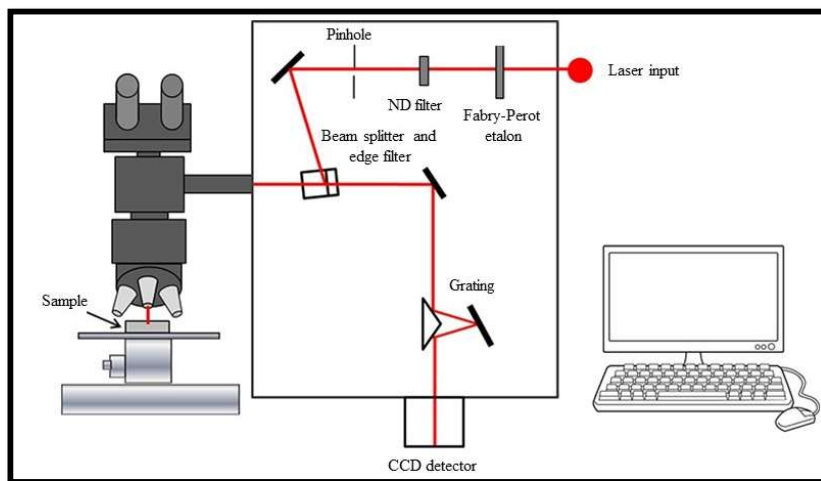 Pinhole
Laser input
ND filter
Fabry-Perot
etalon
Beam splitter and
edge filter
Grating
Sample
CCD detector